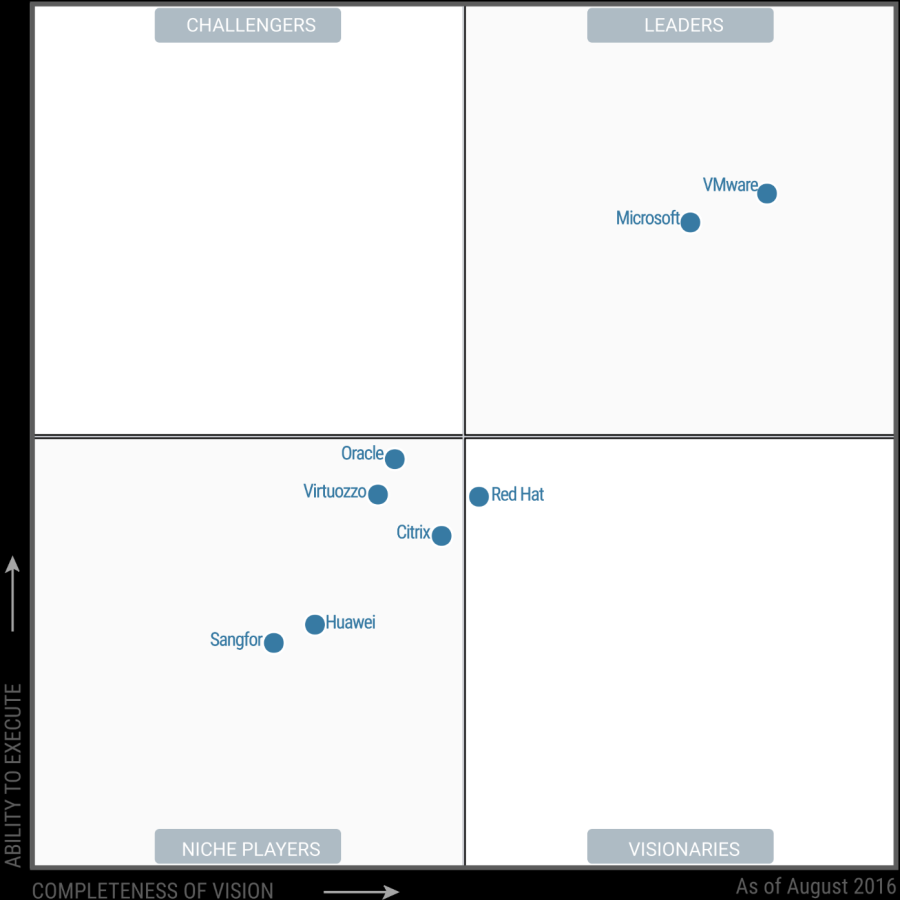 CHALLENGERS
LEADERS
VMware
Microsoft
Oracle
Virtuozzo
Red Hat
Citrix
Huawei
Sangfor
ABILITY TO EXECUTE
NICHE PLAYERS
VISIONARIES
COMPLETENESS OF VISION
As of August 2016